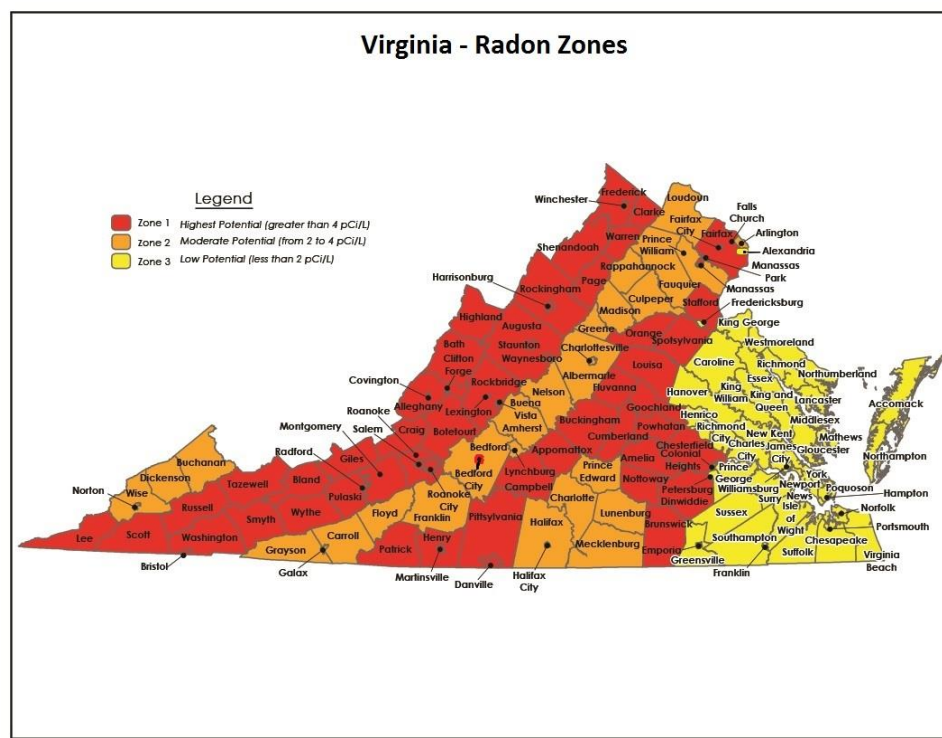 Virginia - Radon Zones
Legend
Zone 1 Highest Potential (greater than 4 pCi/L)
Zone 2 Moderate Potential (from 2 to 4 pCi/L)
Zone 3 Low Potential (less than 2 pCi/L)
Frederick
Winchester
Clarke
Loudoun
Falls
Church
Fairfax
City
Fairfax
Arlington
Warren
Prince
William
Alexandria
Shenandoah
Manassas
Park
Rappahannock
Fauquier
Manassas
Harrisonburg
Page
Rockingham
Culpeper
Stafford
Fredericksburg
Madison
King George
Highland
Greene
Orange
Spotsylvania
Westmoreland
Augusta
Bath
Staunton
Charlottesville
Caroline
Richmond
Clifton
Forge
Waynesboro
Albermarle
Louisa
Essex
Northumberland
Covington
Rockbridge
Fluvanna
Hanover
King
William
King and
Queen
Lancaster
Accomack
Nelson
Roanoke
Alleghany
Lexington
Buena
Vista
Goochland
Henrico
Middlesex
Salem
Craig
Botetourt
Amherst
Buckingham
Powhatan
Richmond
City
New Kent
Montgomery
Cumberland
Chesterfield
Charles
City
James
City
Mathews
Gloucester
Radford
Giles
Bedford
Appomattox
Amelia
Colonial
Heights
Northampton
Buchanan
Bedford
City
Lynchburg
Prince
Edward
Prince
George
York
Poquoson
Dickenson
Tazewell
Bland
Pulaski
Campbell
Nottoway
Petersburg
Williamsburg
Newport
News
Hampton
Norton
Wise
Roanoke
City
Charlotte
Dinwiddie
Surry
Russell
Wythe
Floyd
Franklin
Pittsylvania
Halifax
Lunenburg
Sussex
Isle
of
Wight
Norfolk
Smyth
Scott
Carroll
Henry
Brunswick
Portsmouth
Lee
Washington
Grayson
Patrick
Mecklenburg
Emporia
Southampton
Chesapeake
Suffolk
Virginia
Beach
Bristol
Galax
Martinsville
Danville
Halifax
City
Greensville
Franklin